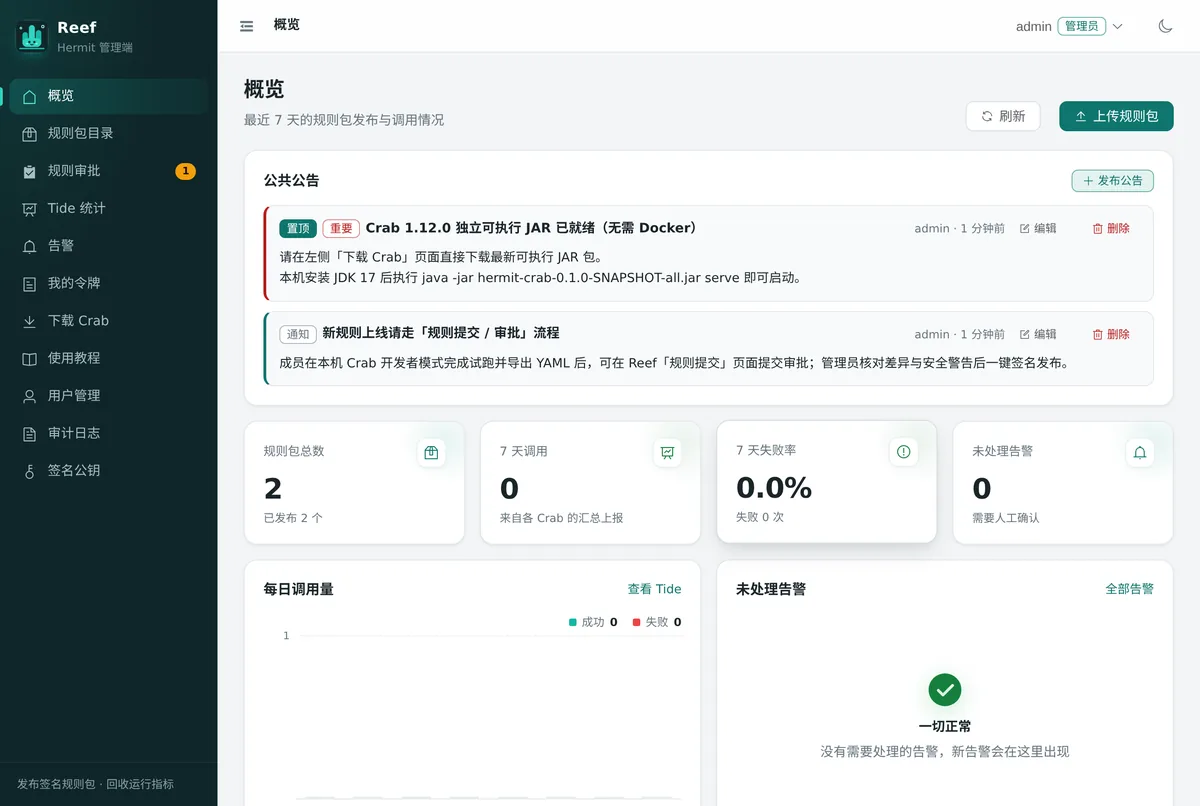 Reef
Hermit 管理端
概览
规则包目录
规则审批
1
Tide 统计
告警
我的令牌
下载 Crab
使用教程
用户管理
审计日志
签名公钥
发布签名规则包 · 回收运行指标
概览
admin 管理员
概览
最近 7 天的规则包发布与调用情况
刷新
上传规则包
公共公告
发布公告
置顶 重要 Crab 1.12.0 独立可执行 JAR 已就绪（无需 Docker） admin · 1 分钟前 编辑 删除
请在左侧「下载 Crab」页面直接下载最新可执行 JAR 包。
本机安装 JDK 17 后执行 java -jar hermit-crab-0.1.0-SNAPSHOT-all.jar serve 即可启动。
通知 新规则上线请走「规则提交 / 审批」流程 admin · 1 分钟前 编辑 删除
成员在本机 Crab 开发者模式完成试跑并导出 YAML 后，可在 Reef「规则提交」页面提交审批；管理员核对差异与安全警告后一键签名发布。
规则包总数
2
已发布 2 个
7 天调用
0
来自各 Crab 的汇总上报
7 天失败率
0.0%
失败 0 次
未处理告警
0
需要人工确认
每日调用量
查看 Tide
成功 0 失败 0
1
未处理告警
全部告警
一切正常
没有需要处理的告警，新告警会在这里出现